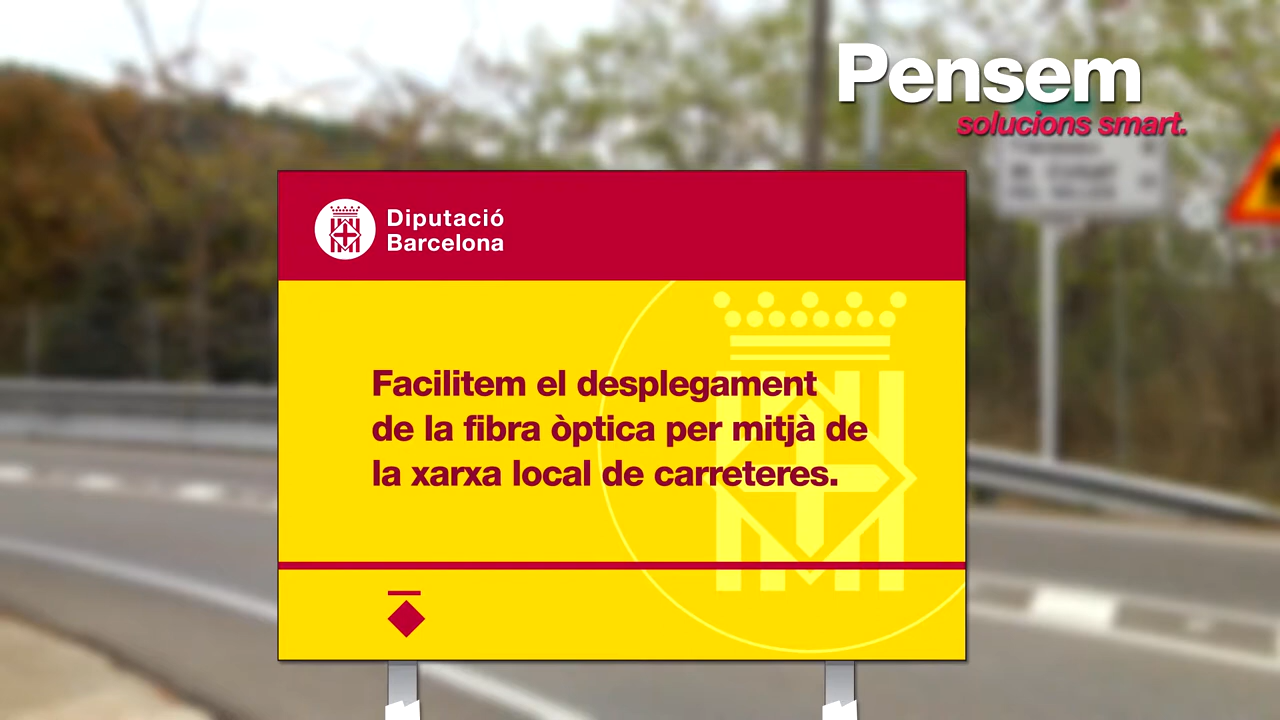 Pensem
solucions smart.
Diputació
Barcelona
Facilitem el desplegament
de la fibra òptica per mitjà de
la xarxa local de carreteres.